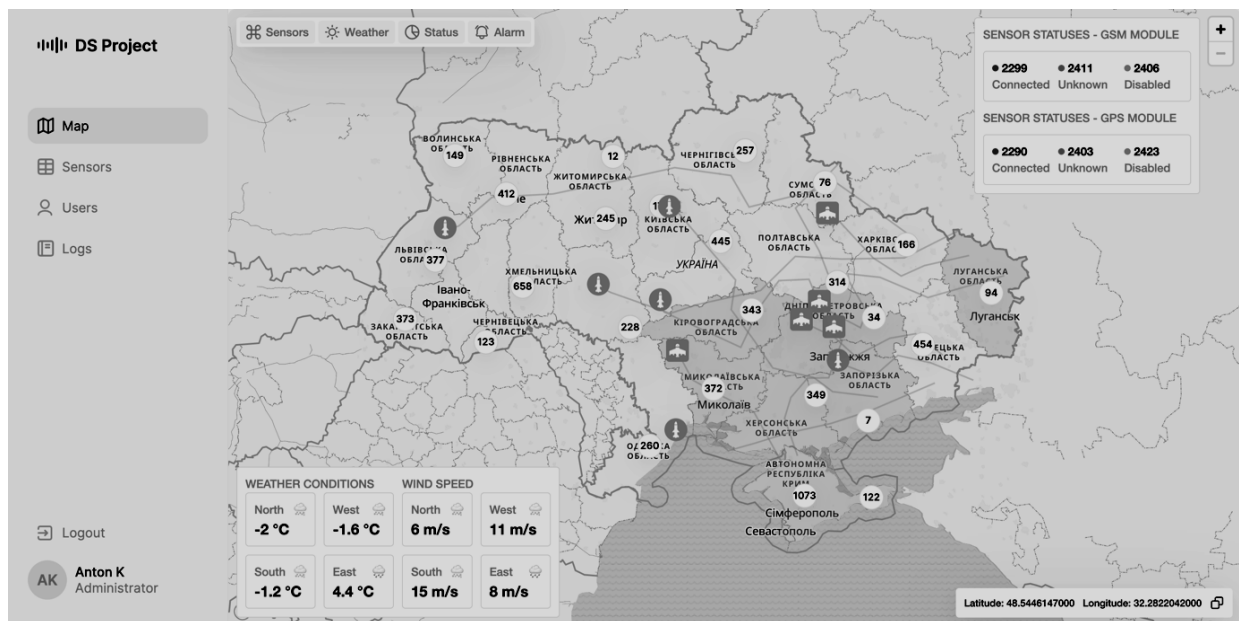 DS Project
Map
Sensors
Users
Logs
Logout
AK
Anton K
Administrator
Sensors Weather Status Alarm
SENSOR STATUSES - GSM MODULE
2299 2411 2406
Connected Unknown Disabled
SENSOR STATUSES - GPS MODULE
2290 2403 2423
Connected Unknown Disabled
+
−
ВОЛИНСЬКА
149
РІВНЕНСЬКА
ОБЛАСТЬ
12
ЖИТОМИРСЬКА
ОБЛАСТЬ
257
76
ОБЛАСТЬ
412
245
КИЇВСЬКА
ОБЛАСТЬ
445
УКРАЇНА
ПОЛТАВСЬКА
ОБЛАСТЬ
166
ЛЬВІВСЬКА
377
ХМЕЛЬНИЦЬКА
658
Івано-
Франківськ
314
ЛУГАНСЬКА
ОБЛАСТЬ
94
Луганськ
373
ОБЛАСТЬ
ЧЕРНІВЕЦЬКА
ОБЛАСТЬ
123
228
343
КІРОВОГРАДСЬКА
ОБЛАСТЬ
ОБЛАСТЬ
34
454
ОБЛАСТЬ
МИКОЛАЇВСЬКА
372
Миколаїв
ЗАПОРІЗЬКА
ОБЛАСТЬ
349
7
ХЕРСОНСЬКА
ОБЛАСТЬ
260
ОБЛАСТЬ
АВТОНОМНА
РЕСПУБЛІКА
КРИМ
1073
122
Сімферополь
Севастополь
WEATHER CONDITIONS WIND SPEED
North West North West
-2 °C -1.6 °C 6 m/s 11 m/s
South East South East
-1.2 °C 4.4 °C 15 m/s 8 m/s
Latitude: 48.5446147000 Longitude: 32.2822042000